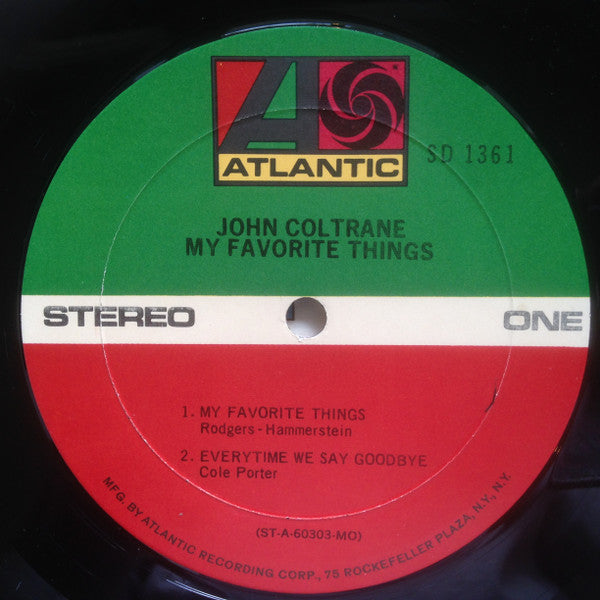 ATLANTIC
SD 1361
JOHN COLTRANE
MY FAVORITE THINGS
STEREO
ONE
1. MY FAVORITE THINGS
Rodgers-Hammerstein
2. EVERYTIME WE SAY GOODBYE
Cole Porter
(ST-A-60303-MO)
MFG. BY ATLANTIC RECORDING CORP., 75 ROCKEFELLER PLAZA, N.Y., N.Y.